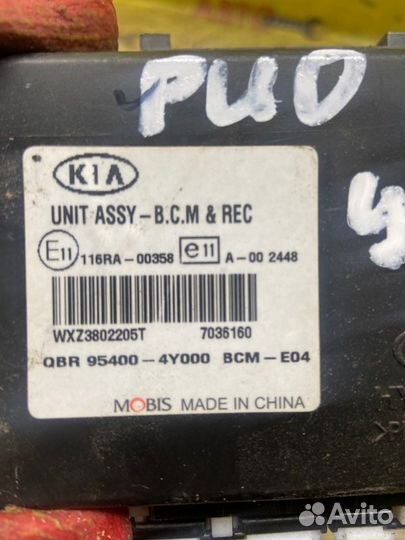 РИО
KIA
UNIT ASSY-B.C.M & REC
E11 116RA-00358 e11 A-00 2448
WXZ3802205T 7036160
QBR 95400-4Y000 BCM-E04
MOBIS MADE IN CHINA
Avito